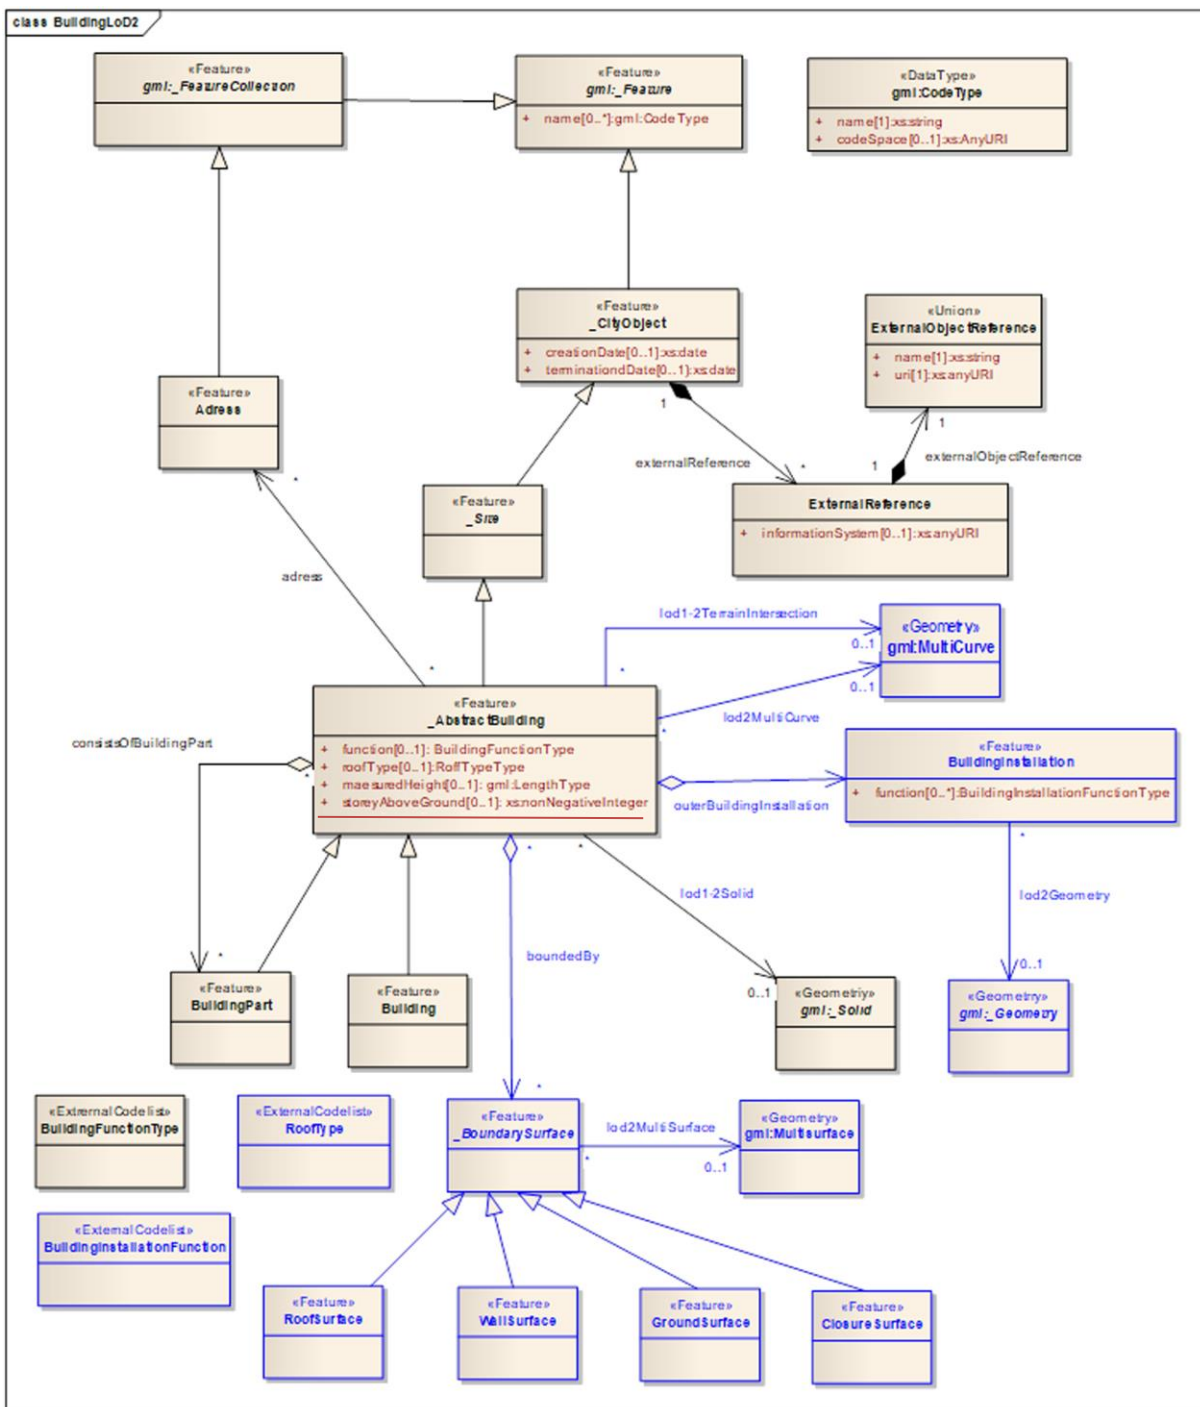 class BuildingLoD2
«Feature»
gml:_FeatureCollection
«Feature»
gml:_Feature
+ name[0..*]:gml:CodeType
«DataType»
gml:CodeType
+ name[1]:xs:string
+ codeSpace[0..1]:xs:AnyURI
«Feature»
_CityObject
+ creationDate[0..1]:xs:date
+ terminationdDate[0..1]:xs:date
«Union»
ExternalObjectReference
+ name[1]:xs:string
+ uri[1]:xs:anyURI
«Feature»
Adress
1
1
externalReference
*
1
externalObjectReference
«Feature»
_Site
ExternalReference
+ informationSystem[0..1]:xs:anyURI
*
adress
*
lod1-2TerrainIntersection
*
0..1
0..1
«Geometry»
gml:MultiCurve
lod2MultiCurve
*
«Feature»
_AbstractBuilding
+ function[0..1]: BuildingFunctionType
+ roofType[0..1]:RoffTypeType
+ maesuredHeight[0..1]: gml:LengthType
+ storeyAboveGround[0..1]: xs:nonNegativeInteger
consistsOfBuildingPart
*
*
outerBuildingInstallation
«Feature»
BuildingInstallation
+ function[0..*]:BuildingInstallationFunctionType
*
lod2Geometry
0..1
*
*
lod1-2Solid
0..1
boundedBy
*
«Feature»
BuildingPart
«Feature»
Building
«Geometriy»
gml:_Solid
«Geometrry»
gml:_Geometry
«ExtrernalCodelist»
BuildingFunctionType
«ExternalCodelist»
RoofType
«Feature»
_BoundarySurface
lod2MultiSurface
*
0..1
«Geometry»
gml:Multisurface
«ExternalCodelist»
BuildingInstallationFunction
«Feature»
RoofSurface
«Feature»
WallSurface
«Feature»
GroundSurface
«Feature»
ClosureSurface